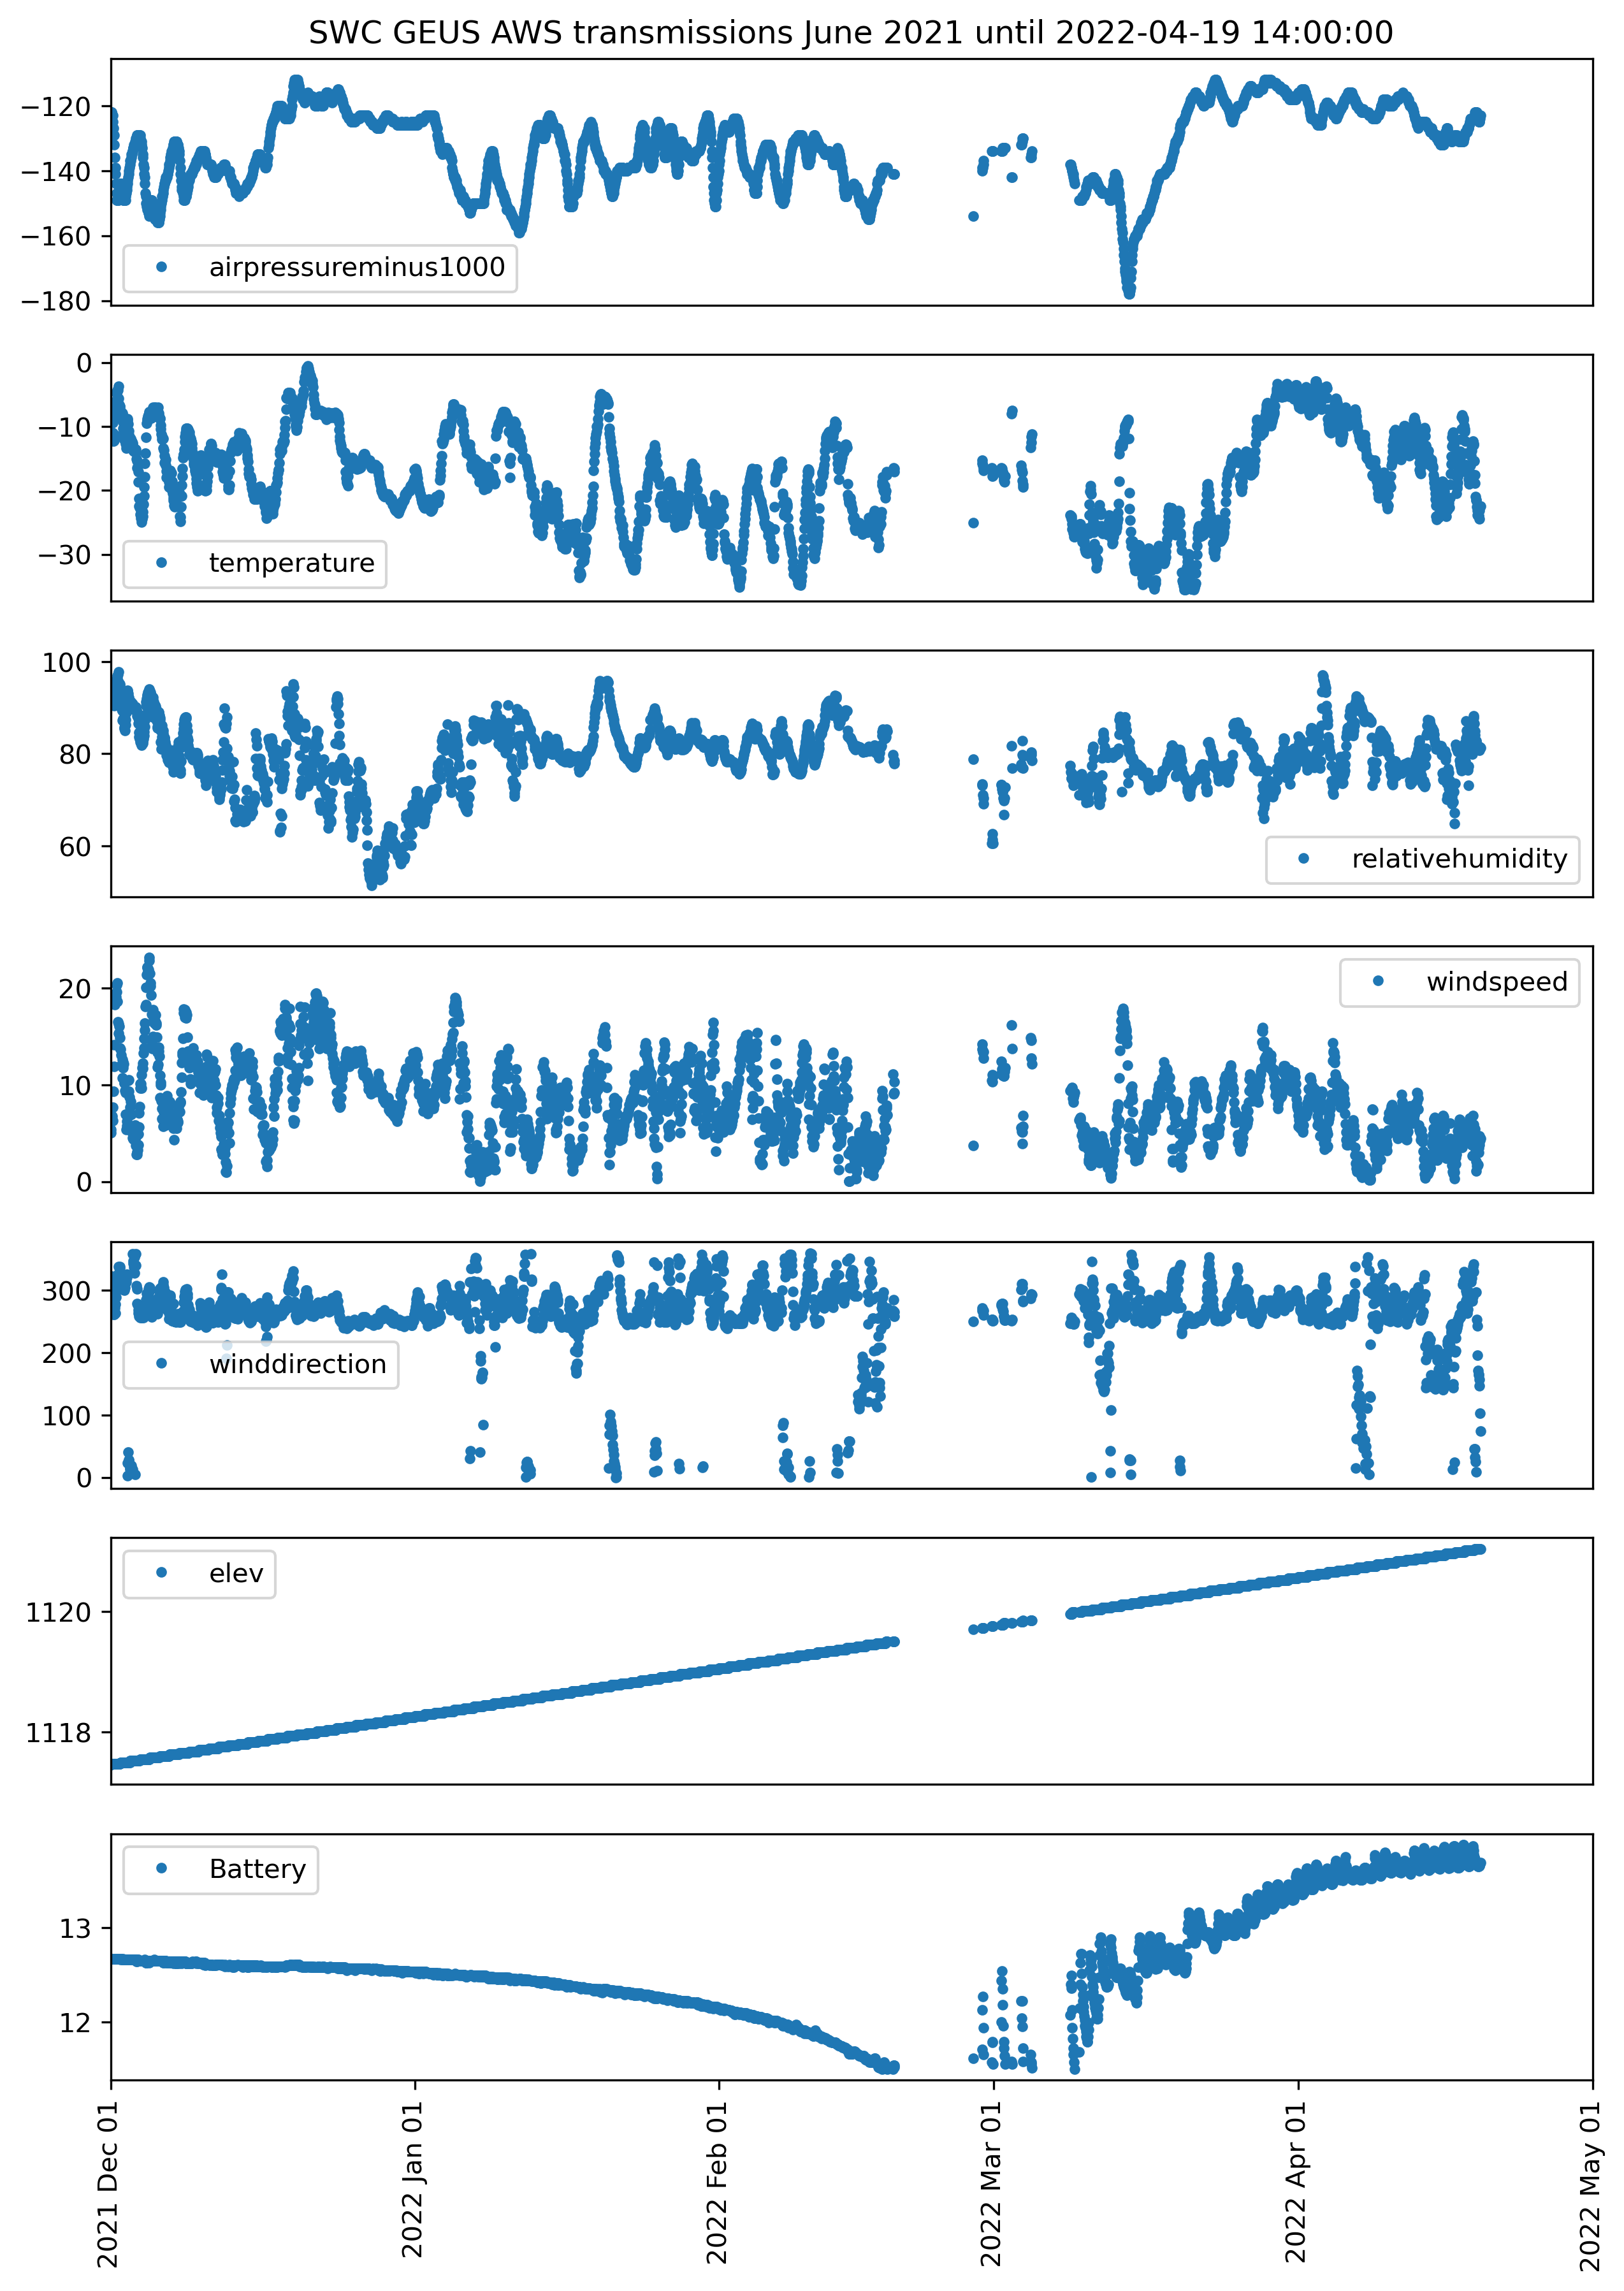 SWC GEUS AWS transmissions June 2021 until 2022-04-19 14:00:00
−120
−140
−160
−180
airpressureminus1000
0
−10
−20
−30
temperature
100
80
60
relativehumidity
20
10
0
windspeed
300
200
100
0
winddirection
1120
1118
elev
13
12
Battery
2021 Dec 01
2022 Jan 01
2022 Feb 01
2022 Mar 01
2022 Apr 01
2022 May 01